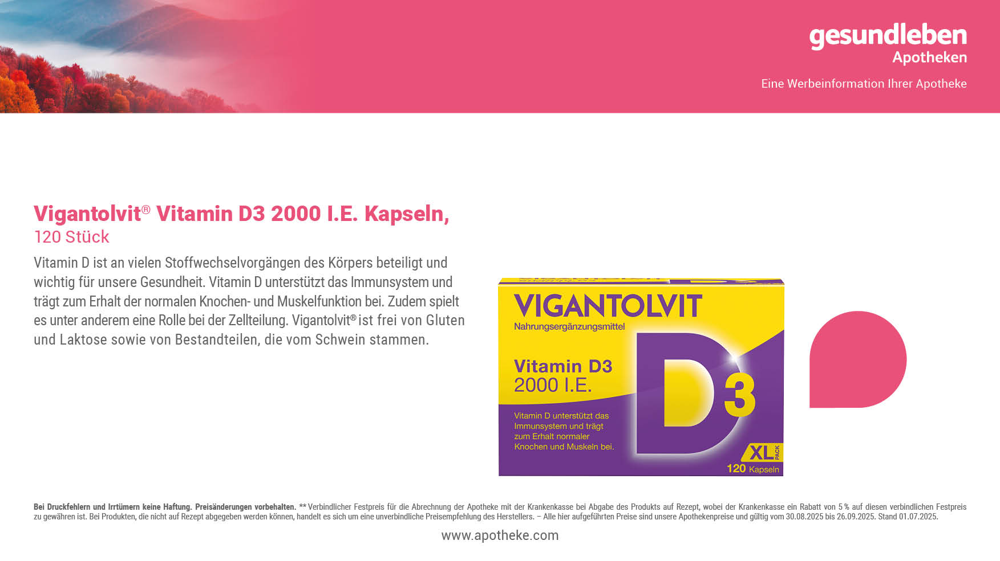 gesundleben
Apotheken
Eine Werbeinformation Ihrer Apotheke
Vigantolvit® Vitamin D3 2000 I.E. Kapseln,
120 Stück
Vitamin D ist an vielen Stoffwechselvorgängen des Körpers beteiligt und
wichtig für unsere Gesundheit. Vitamin D unterstützt das Immunsystem und
trägt zum Erhalt der normalen Knochen- und Muskelfunktion bei. Zudem spielt
es unter anderem eine Rolle bei der Zellteilung. Vigantolvit® ist frei von Gluten
und Laktose sowie von Bestandteilen, die vom Schwein stammen.
VIGANTOLVIT
Nahrungsergänzungsmittel
Vitamin D3
2000 I.E.
D3
Vitamin D unterstützt das
Immunsystem und trägt
zum Erhalt normaler
Knochen und Muskeln bei.
XL PACK
120 Kapseln
Bei Druckfehlern und Irrtümern keine Haftung. Preisänderungen vorbehalten. ** Verbindlicher Festpreis für die Abrechnung der Apotheke mit der Krankenkasse bei Abgabe des Produkts auf Rezept, wobei der Krankenkasse ein Rabatt von 5 % auf diesen verbindlichen Festpreis
zu gewähren ist. Bei Produkten, die nicht auf Rezept abgegeben werden können, handelt es sich um eine unverbindliche Preisempfehlung des Herstellers. – Alle hier aufgeführten Preise sind unsere Apothekenpreise und gültig vom 30.08.2025 bis 26.09.2025. Stand 01.07.2025.
www.apotheke.com